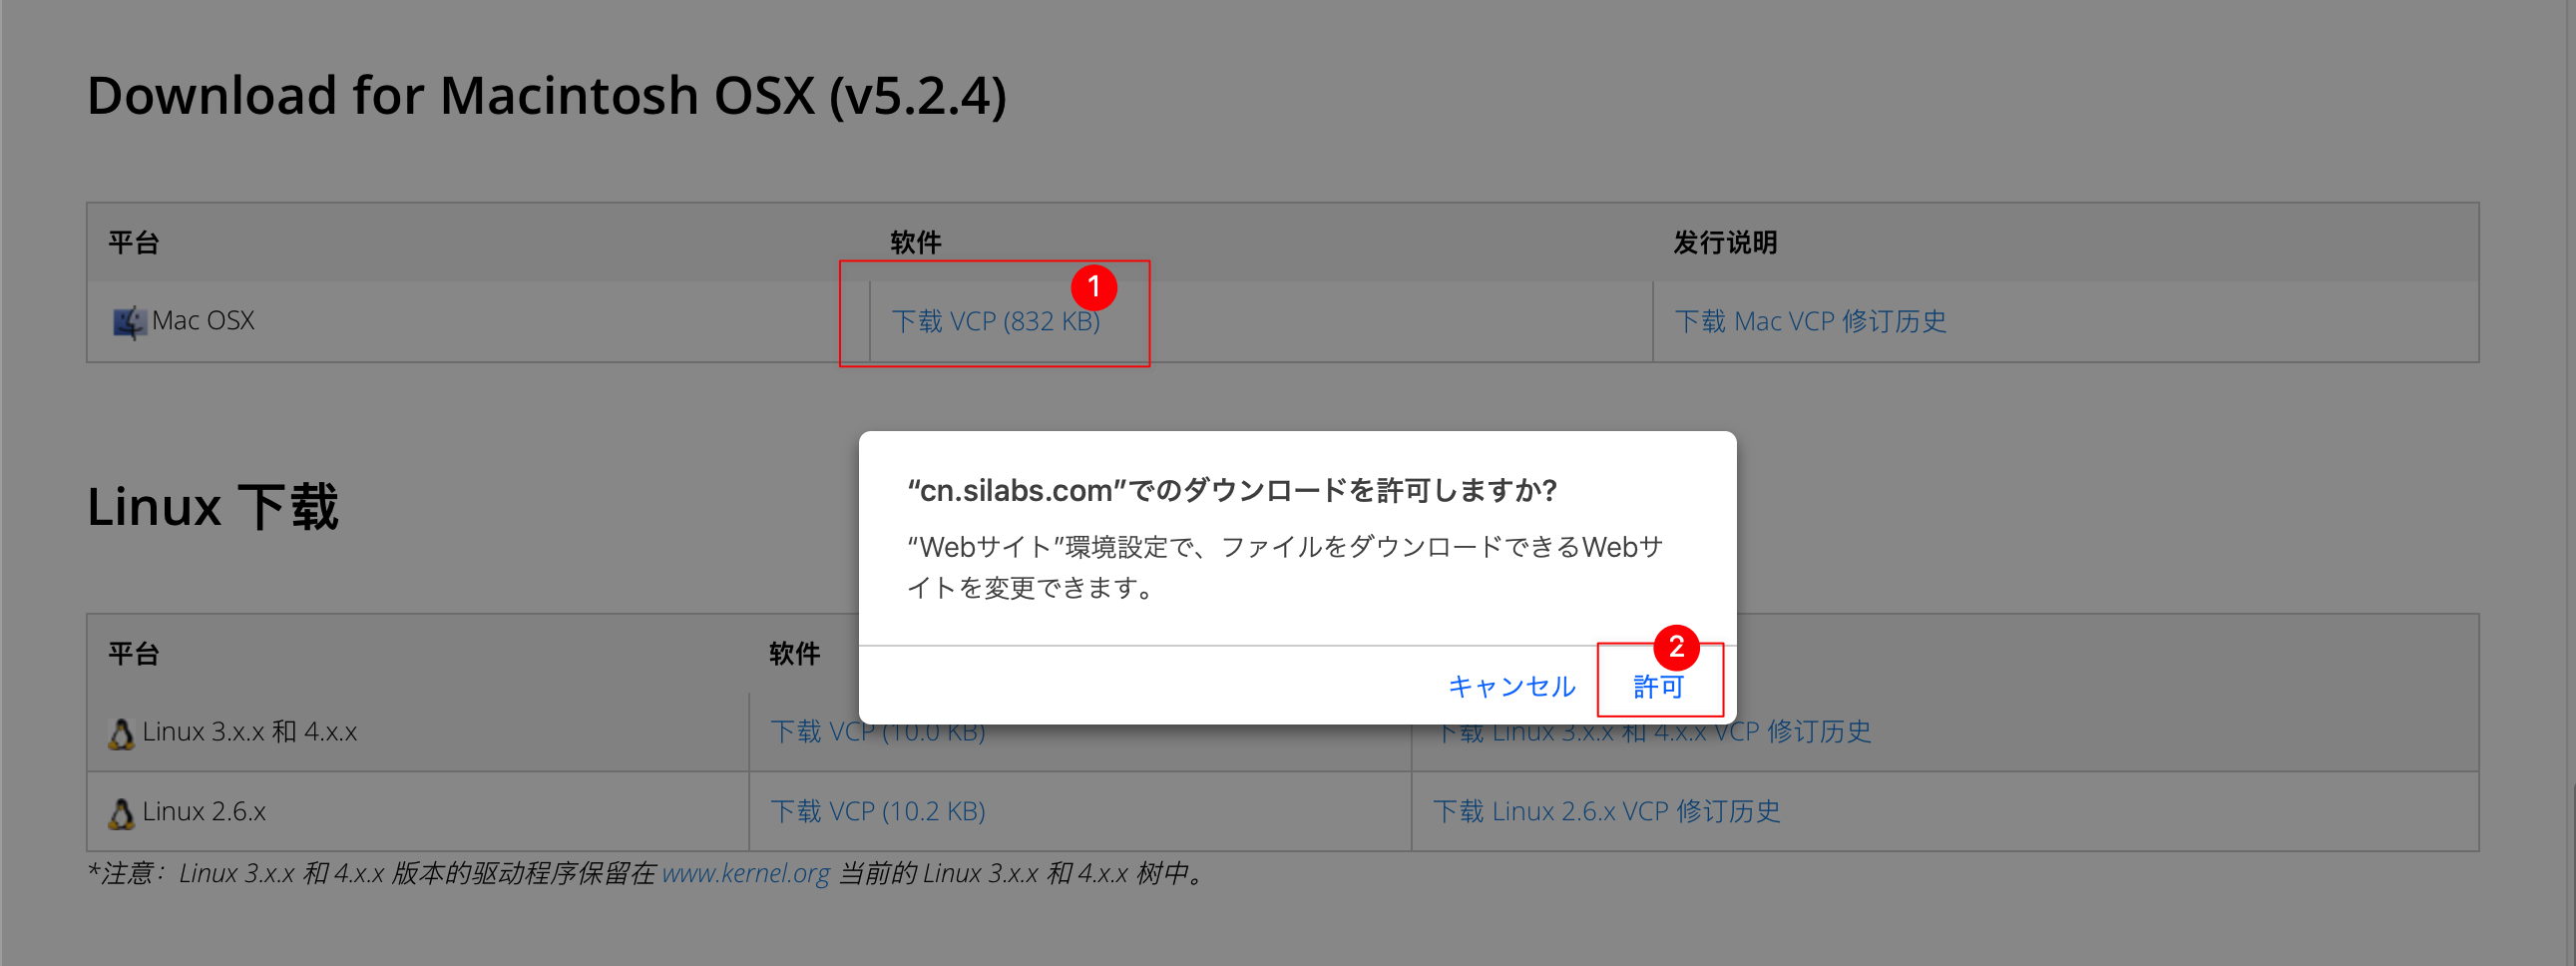 Download for Macintosh OSX (v5.2.4)
平台 软件 发行说明
1
Mac OSX 下载 VCP (832 KB) 下载 Mac VCP 修订历史
Linux 下载
“cn.silabs.com”でのダウンロードを許可しますか?
“Webサイト”環境設定で、ファイルをダウンロードできるWebサ
イトを変更できます。
2
キャンセル 許可
平台 软件
Linux 3.x.x 和 4.x.x 下载 VCP (10.0 KB) 下载 Linux 3.x.x 和 4.x.x VCP 修订历史
Linux 2.6.x 下载 VCP (10.2 KB) 下载 Linux 2.6.x VCP 修订历史
*注意：Linux 3.x.x 和 4.x.x 版本的驱动程序保留在 www.kernel.org 当前的 Linux 3.x.x 和 4.x.x 树中。